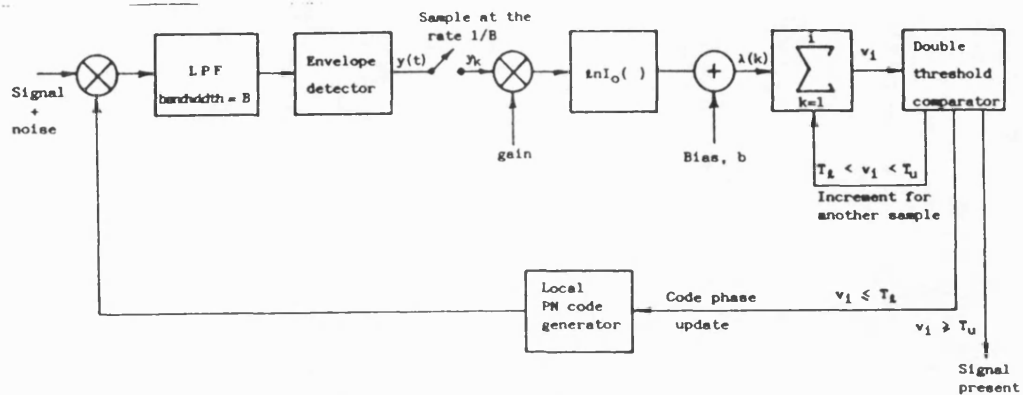 Signal
+
noise
LPF
bandwidth = B
Envelope
detector
y(t)
Sample at the
rate 1/B
yₖ
gain
ℓnI₀( )
+
Bias, b
λ(k)
i
∑
k=1
vᵢ
Double
threshold
comparator
T_ℓ < vᵢ < Tᵤ
Increment for
another sample
vᵢ ⩽ T_ℓ
vᵢ ⩾ Tᵤ
Code phase
update
Local
PN code
generator
Signal
present